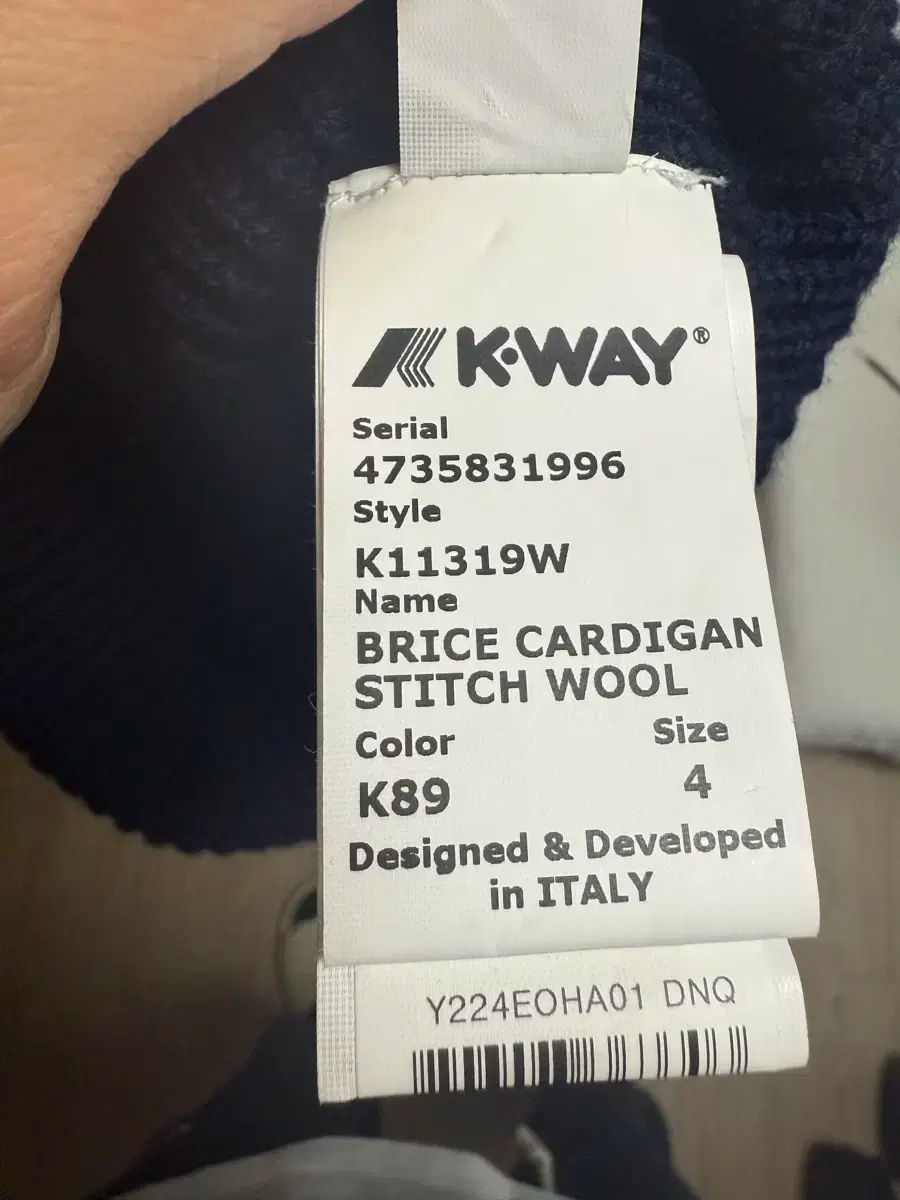 K·WAY®
Serial
4735831996
Style
K11319W
Name
BRICE CARDIGAN
STITCH WOOL
Color Size
K89 4
Designed & Developed
in ITALY
Y224EOHA01 DNQ